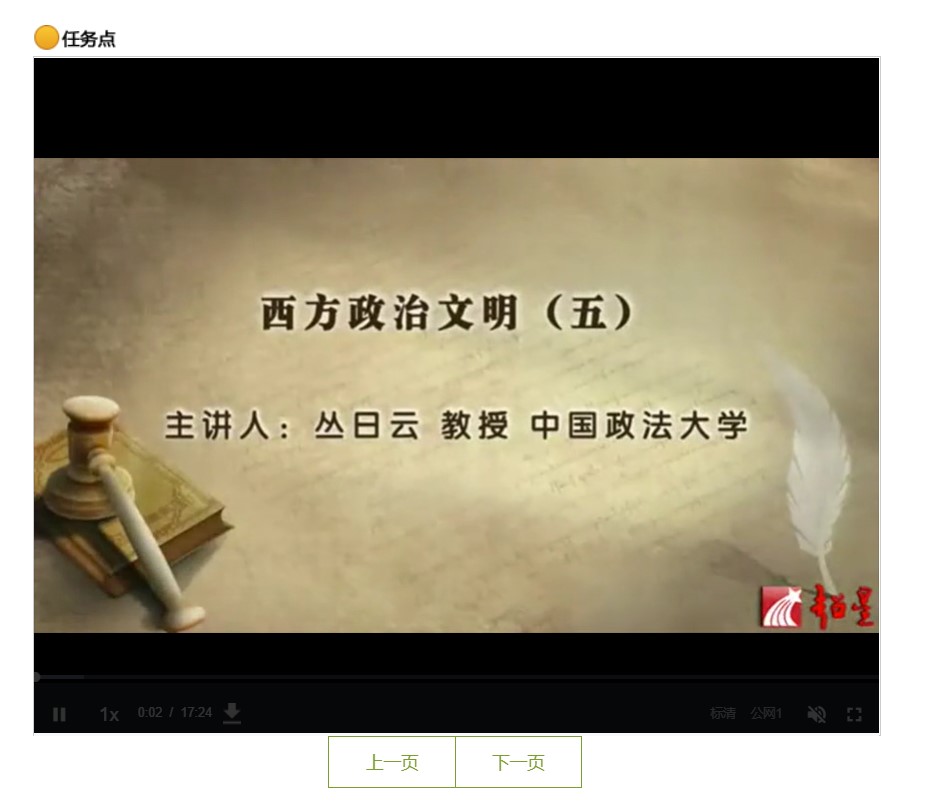 任务点
西方政治文明（五）
主讲人：丛日云 教授 中国政法大学
超星
1x 0:02 / 17:24 标清 公网1
上一页 下一页